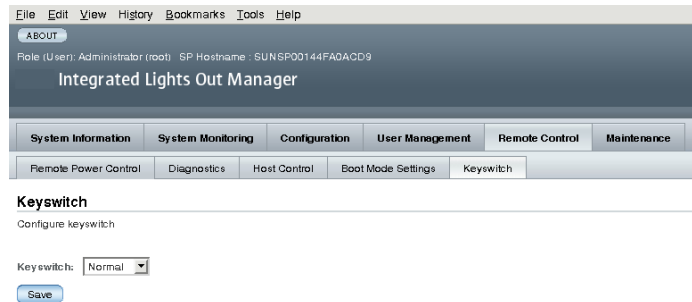 File Edit View History Bookmarks Tools Help
ABOUT
Role (User): Administrator (root) SP Hostname : SUNSP00144FA0ACD9
Integrated Lights Out Manager
System Information System Monitoring Configuration User Management Remote Control Maintenance
Remote Power Control Diagnostics Host Control Boot Mode Settings Keyswitch
Keyswitch
Configure keyswitch
Keyswitch: Normal
Save